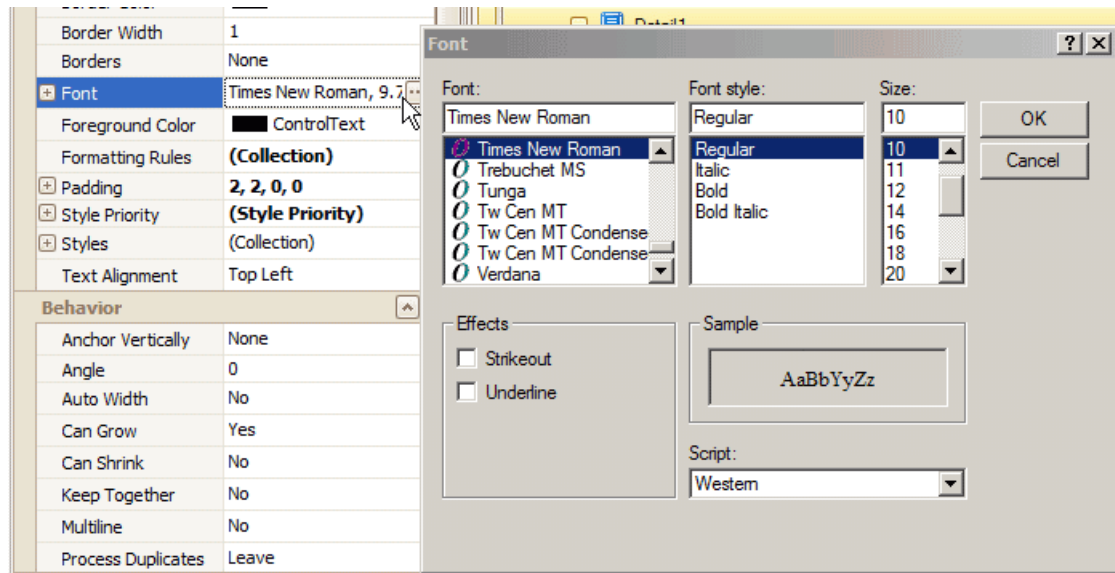 Border Width 1
Borders None
Font Times New Roman, 9.7
Foreground Color ControlText
Formatting Rules (Collection)
Padding 2, 2, 0, 0
Style Priority (Style Priority)
Styles (Collection)
Text Alignment Top Left
Behavior
Anchor Vertically None
Angle 0
Auto Width No
Can Grow Yes
Can Shrink No
Keep Together No
Multiline No
Process Duplicates Leave
Detail1
Font
Font: Font style: Size:
Times New Roman Regular 10 OK
Times New Roman Regular 10
Trebuchet MS Italic 11 Cancel
Tunga Bold 12
Tw Cen MT Bold Italic 14
Tw Cen MT Condense 16
Tw Cen MT Condense 18
Verdana 20
Effects Sample
Strikeout
AaBbYyZz
Underline
Script:
Western